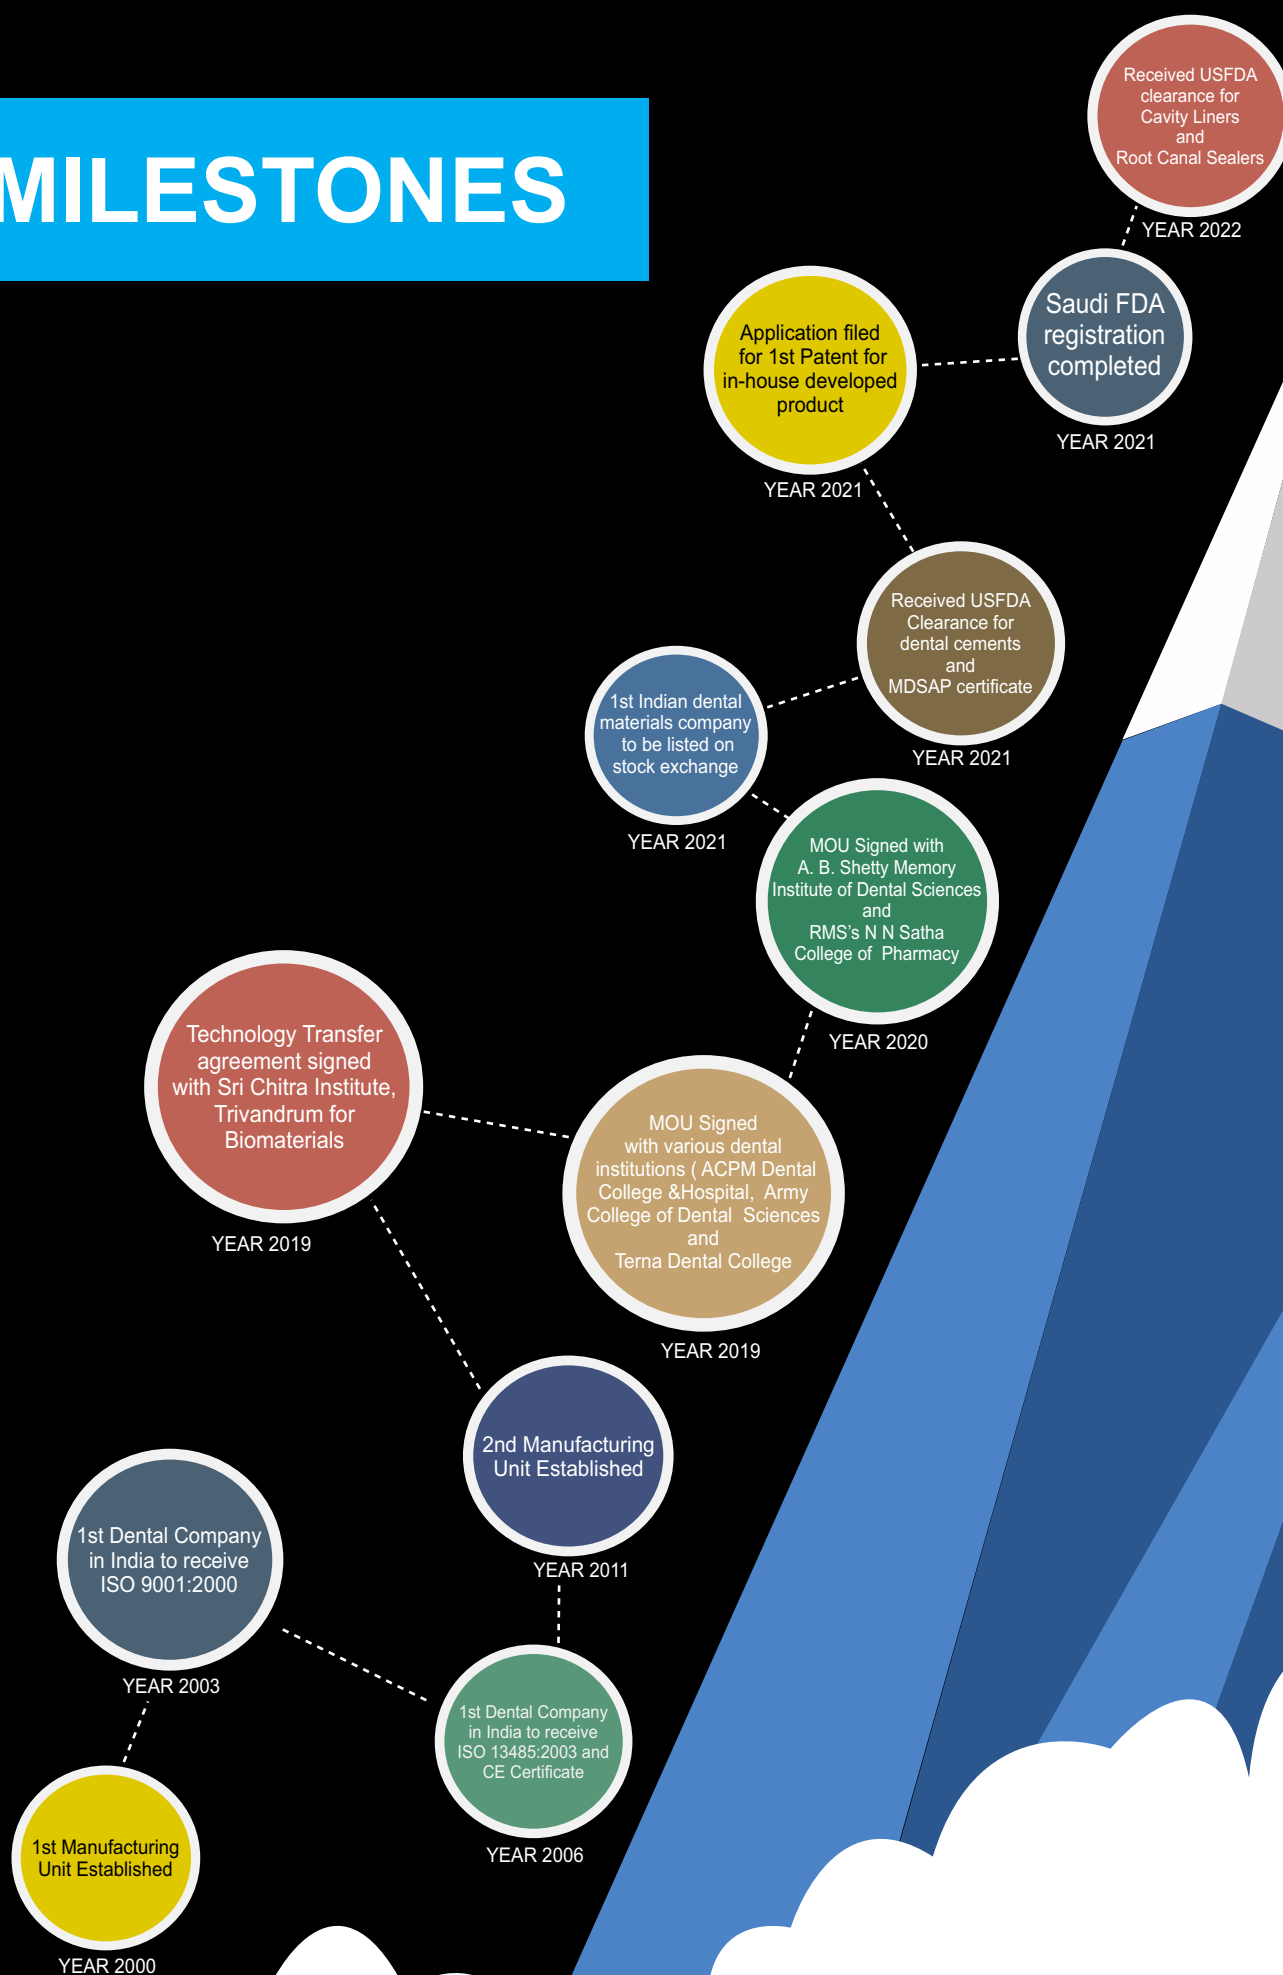 MILESTONES
Received USFDA
clearance for
Cavity Liners
and
Root Canal Sealers
YEAR 2022
Saudi FDA
registration
completed
YEAR 2021
Application filed
for 1st Patent for
in-house developed
product
YEAR 2021
Received USFDA
Clearance for
dental cements
and
MDSAP certificate
YEAR 2021
1st Indian dental
materials company
to be listed on
stock exchange
YEAR 2021
MOU Signed with
A. B. Shetty Memory
Institute of Dental Sciences
and
RMS's N N Satha
College of  Pharmacy
YEAR 2020
Technology Transfer
agreement signed
with Sri Chitra Institute,
Trivandrum for
Biomaterials
YEAR 2019
MOU Signed
with various dental
institutions ( ACPM Dental
College &Hospital,  Army
College of Dental  Sciences
and
Terna Dental College
YEAR 2019
2nd Manufacturing
Unit Established
YEAR 2011
1st Dental Company
in India to receive
ISO 9001:2000
YEAR 2003
1st Dental Company
in India to receive
ISO 13485:2003 and
CE Certificate
YEAR 2006
1st Manufacturing
Unit Established
YEAR 2000